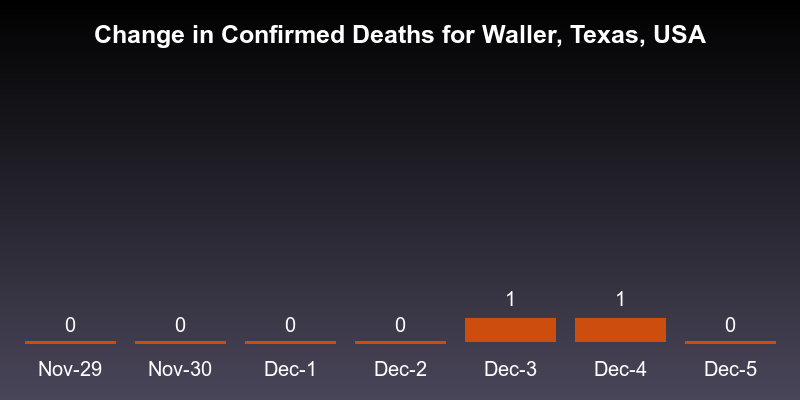 Change in Confirmed Deaths for Waller, Texas, USA
1 1
0 0 0 0 0
Nov-29 Nov-30 Dec-1 Dec-2 Dec-3 Dec-4 Dec-5